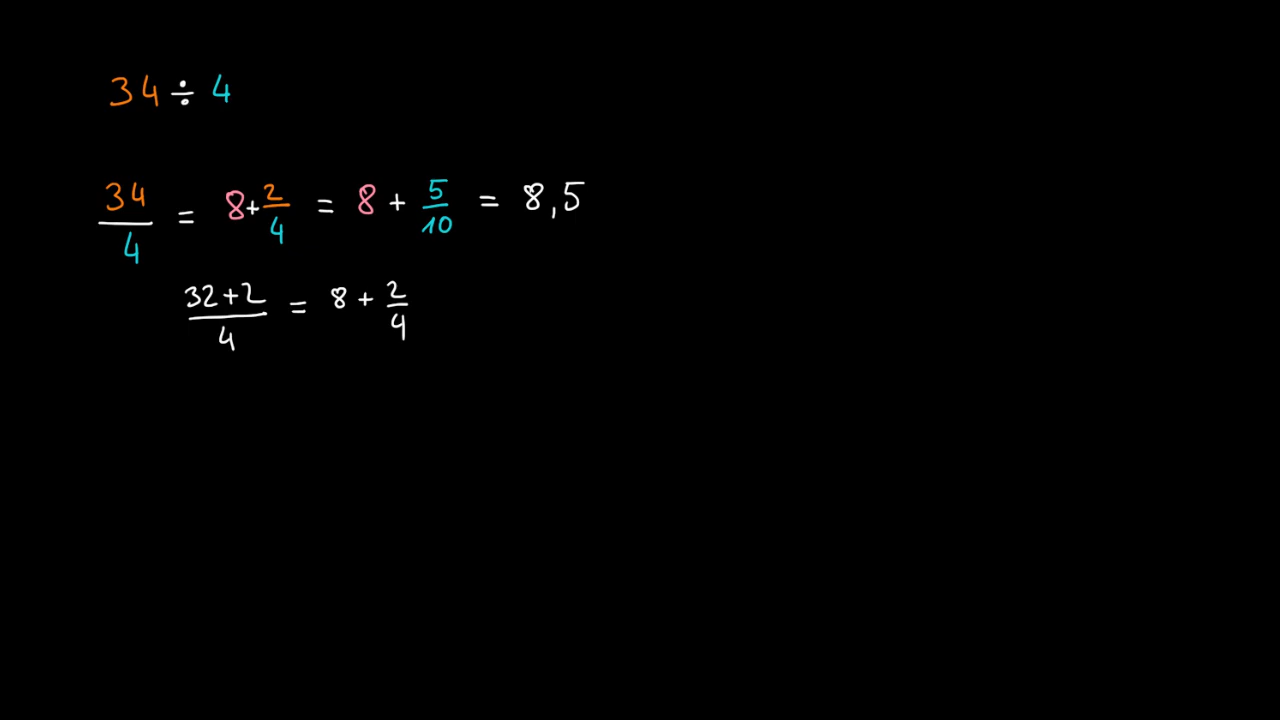 34 ÷ 4
34/4 = 8 + 2/4 = 8 + 5/10 = 8,5
32+2/4 = 8 + 2/4